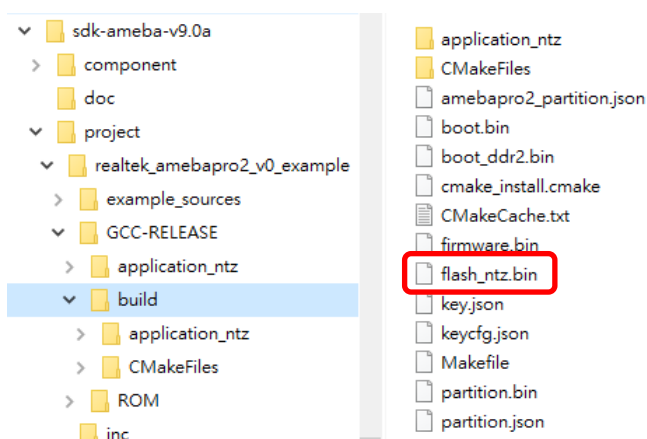 sdk-ameba-v9.0a
component
doc
project
realtek_amebapro2_v0_example
example_sources
GCC-RELEASE
application_ntz
build
application_ntz
CMakeFiles
ROM
inc
application_ntz
CMakeFiles
amebapro2_partition.json
boot.bin
boot_ddr2.bin
cmake_install.cmake
CMakeCache.txt
firmware.bin
flash_ntz.bin
key.json
keycfg.json
Makefile
partition.bin
partition.json